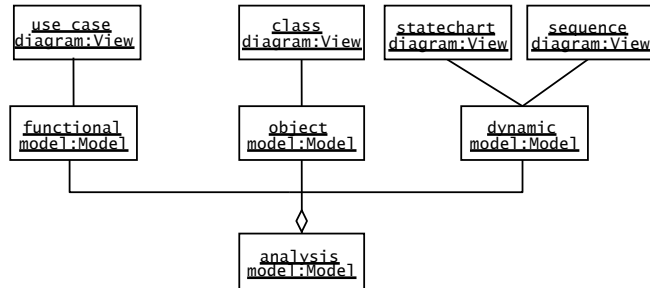 use case
diagram:View
class
diagram:View
statechart
diagram:View
sequence
diagram:View
functional
model:Model
object
model:Model
dynamic
model:Model
analysis
model:Model